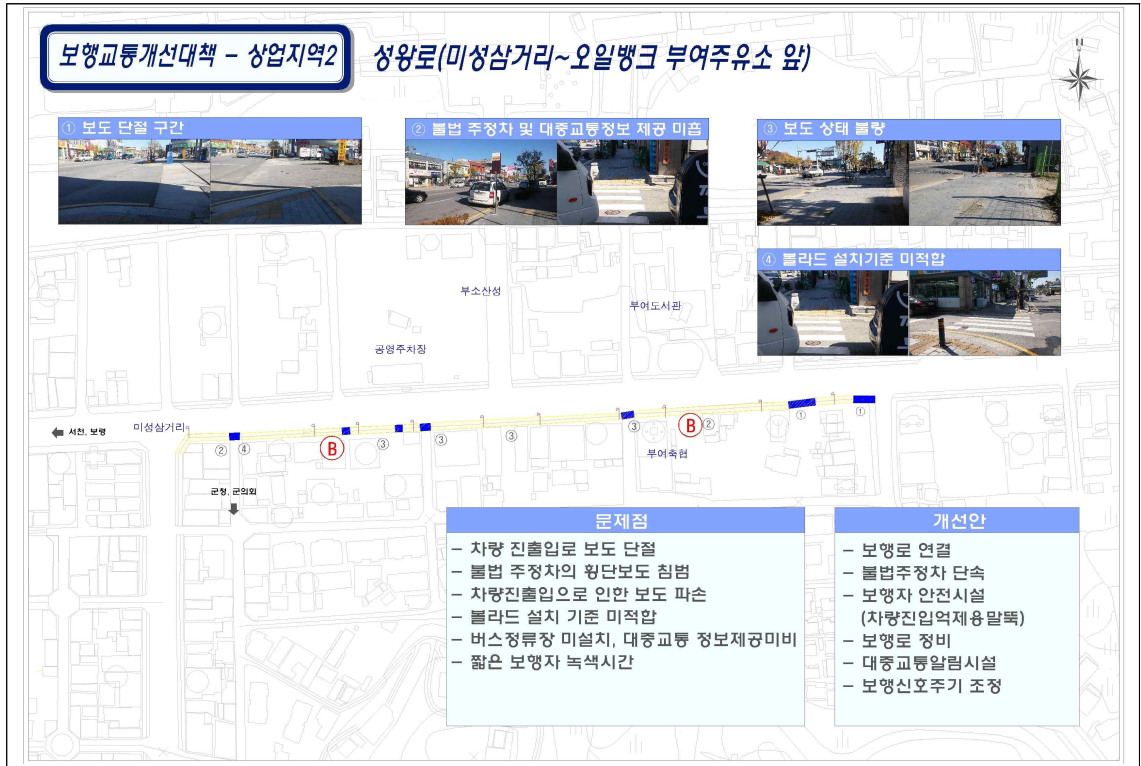 보행교통개선대책 - 상업지역2
성왕로(미성삼거리~오일뱅크 부여주유소 앞)
N
① 보도 단절 구간
② 불법 주정차 및 대중교통정보 제공 미흡
③ 보도 상태 불량
④ 볼라드 설치기준 미적합
부소산성
부여도서관
공영주차장
미성삼거리
서천, 보령
① ①
② ④ B ③ ③ ③ ③ B ②
부여축협
군청, 군의회
문제점
- 차량 진출입로 보도 단절
- 불법 주정차의 횡단보도 침범
- 차량진출입으로 인한 보도 파손
- 볼라드 설치 기준 미적합
- 버스정류장 미설치, 대중교통 정보제공미비
- 짧은 보행자 녹색시간
개선안
- 보행로 연결
- 불법주정차 단속
- 보행자 안전시설
(차량진입억제용말뚝)
- 보행로 정비
- 대중교통알림시설
- 보행신호주기 조정